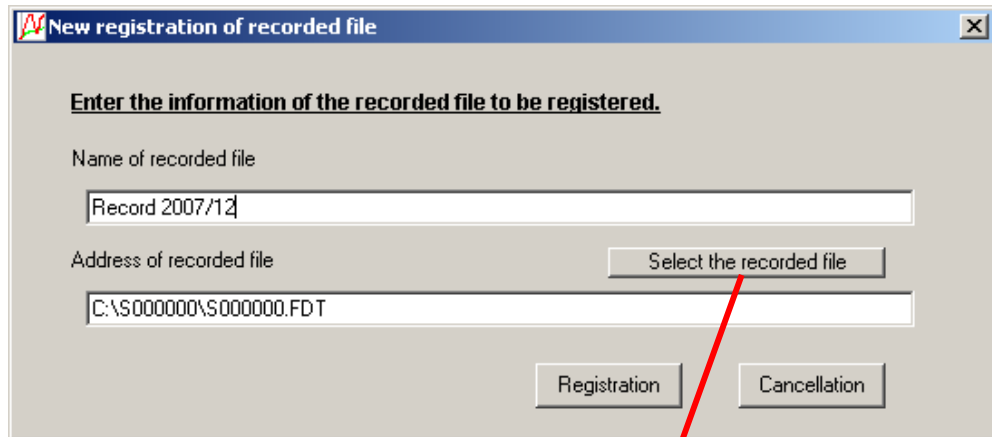 New registration of recorded file
Enter the information of the recorded file to be registered.
Name of recorded file
Record 2007/12
Address of recorded file
Select the recorded file
C:\S000000\S000000.FDT
Registration
Cancellation